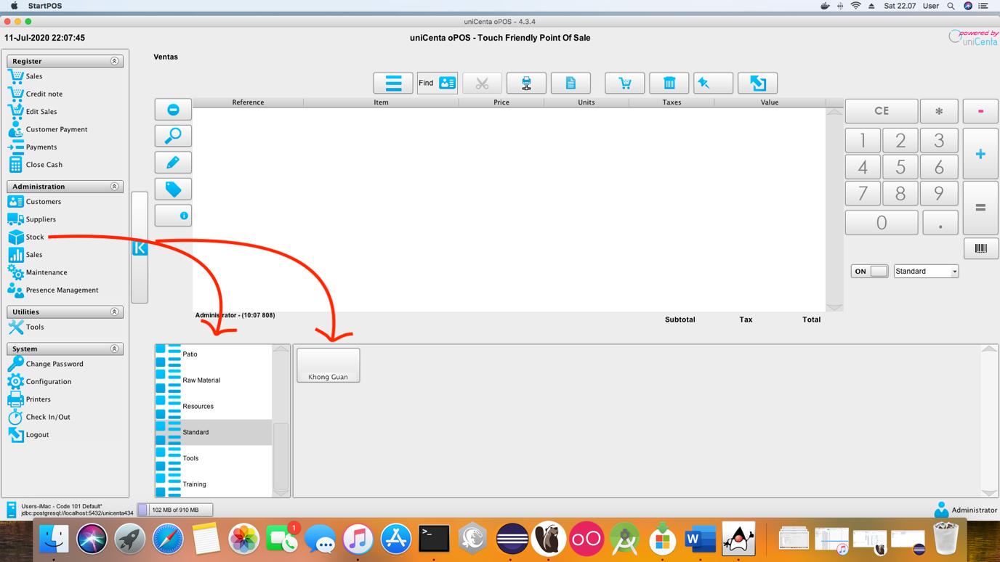 StartPOS
Sat 22.07 User
uniCenta oPOS - 4.3.4
11-Jul-2020 22:07:45
uniCenta oPOS - Touch Friendly Point Of Sale
powered by
uniCenta
Register
Sales
Credit note
Edit Sales
Customer Payment
Payments
Close Cash
Administration
Customers
Suppliers
Stock
Sales
Maintenance
Presence Management
Utilities
Tools
System
Change Password
Configuration
Printers
Check In/Out
Logout
Ventas
Find
Reference Item Price Units Taxes Value
CE * -
1 2 3 +
4 5 6
7 8 9 =
0 .
ON Standard
Administrator - (10:07 808)
Subtotal Tax Total
Patio
Raw Material
Resources
Standard
Tools
Training
Khong Guan
Users-iMac - Code 101 Default*
jdbc:postgresql://localhost:5432/unicenta434
102 MB of 910 MB
Administrator
1
>_
W